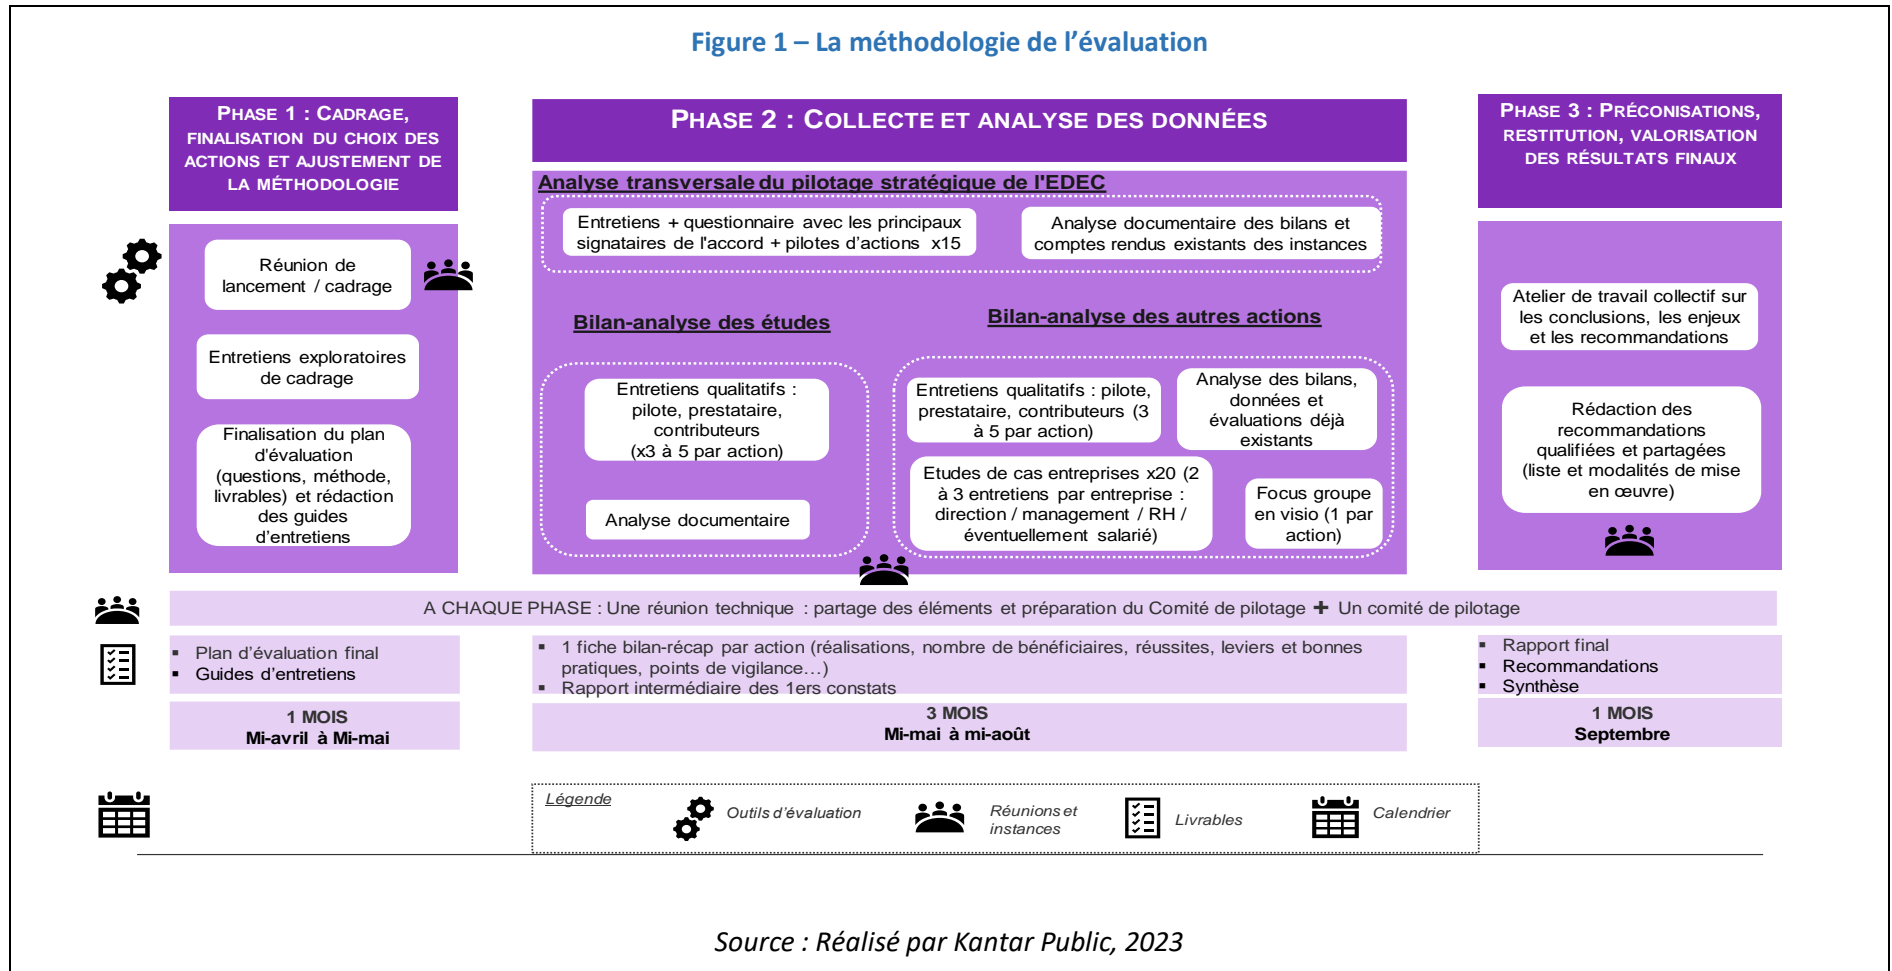 Figure 1 – La méthodologie de l'évaluation
PHASE 1 : CADRAGE,
FINALISATION DU CHOIX DES
ACTIONS ET AJUSTEMENT DE
LA MÉTHODOLOGIE
Réunion de
lancement / cadrage
Entretiens exploratoires
de cadrage
Finalisation du plan
d'évaluation
(questions, méthode,
livrables) et rédaction
des guides
d'entretiens
PHASE 2 : COLLECTE ET ANALYSE DES DONNÉES
Analyse transversale du pilotage stratégique de l'EDEC
Entretiens + questionnaire avec les principaux
signataires de l'accord + pilotes d'actions x15
Analyse documentaire des bilans et
comptes rendus existants des instances
Bilan-analyse des études
Entretiens qualitatifs :
pilote, prestataire,
contributeurs
(x3 à 5 par action)
Analyse documentaire
Bilan-analyse des autres actions
Entretiens qualitatifs : pilote,
prestataire, contributeurs (3
à 5 par action)
Analyse des bilans,
données et
évaluations déjà
existants
Etudes de cas entreprises x20 (2
à 3 entretiens par entreprise :
direction / management / RH /
éventuellement salarié)
Focus groupe
en visio (1 par
action)
PHASE 3 : PRÉCONISATIONS,
RESTITUTION, VALORISATION
DES RÉSULTATS FINAUX
Atelier de travail collectif sur
les conclusions, les enjeux
et les recommandations
Rédaction des
recommandations
qualifiées et partagées
(liste et modalités de mise
en œuvre)
A CHAQUE PHASE : Une réunion technique : partage des éléments et préparation du Comité de pilotage + Un comité de pilotage
▪ Plan d'évaluation final
▪ Guides d'entretiens
▪ 1 fiche bilan-récap par action (réalisations, nombre de bénéficiaires, réussites, leviers et bonnes
pratiques, points de vigilance…)
▪ Rapport intermédiaire des 1ers constats
▪ Rapport final
▪ Recommandations
▪ Synthèse
1 MOIS
Mi-avril à Mi-mai
3 MOIS
Mi-mai à mi-août
1 MOIS
Septembre
Légende
Outils d'évaluation
Réunions et
instances
Livrables
Calendrier
Source : Réalisé par Kantar Public, 2023